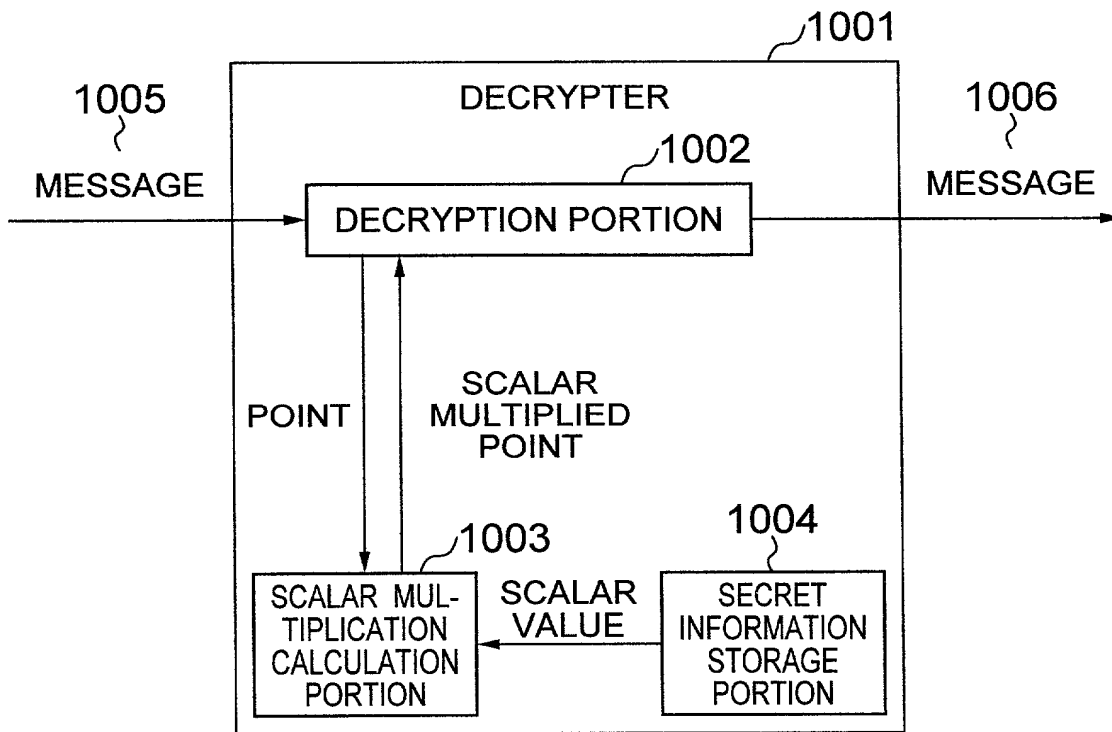 1001
DECRYPTER
1005
MESSAGE
1006
MESSAGE
1002
DECRYPTION PORTION
POINT
SCALAR
MULTIPLIED
POINT
1003
SCALAR MUL-
TIPLICATION
CALCULATION
PORTION
SCALAR
VALUE
1004
SECRET
INFORMATION
STORAGE
PORTION